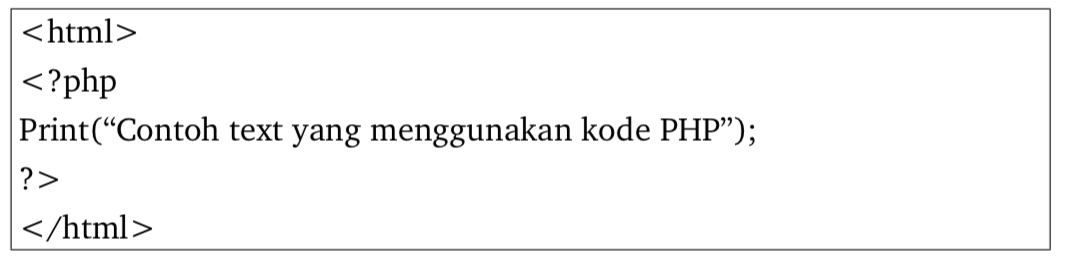 <html>
<?php
Print(“Contoh text yang menggunakan kode PHP”);
?>
</html>